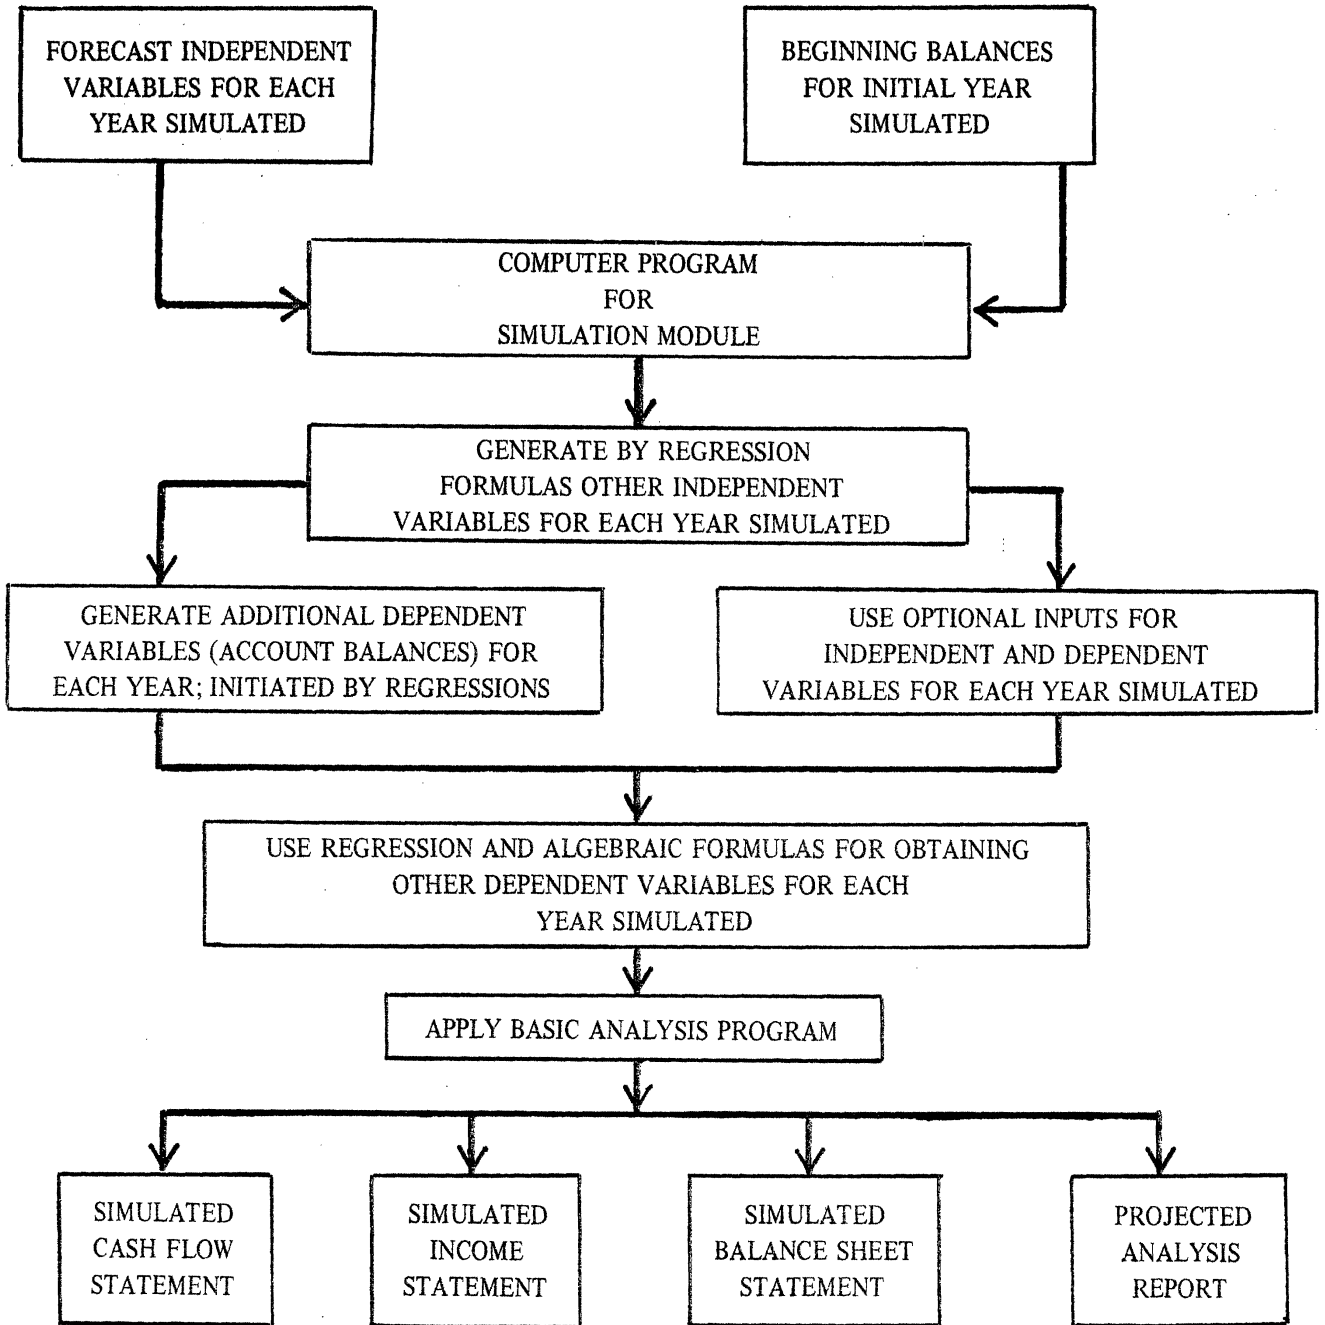 FORECAST INDEPENDENT
VARIABLES FOR EACH
YEAR SIMULATED
BEGINNING BALANCES
FOR INITIAL YEAR
SIMULATED
COMPUTER PROGRAM
FOR
SIMULATION MODULE
GENERATE BY REGRESSION
FORMULAS OTHER INDEPENDENT
VARIABLES FOR EACH YEAR SIMULATED
GENERATE ADDITIONAL DEPENDENT
VARIABLES (ACCOUNT BALANCES) FOR
EACH YEAR; INITIATED BY REGRESSIONS
USE OPTIONAL INPUTS FOR
INDEPENDENT AND DEPENDENT
VARIABLES FOR EACH YEAR SIMULATED
USE REGRESSION AND ALGEBRAIC FORMULAS FOR OBTAINING
OTHER DEPENDENT VARIABLES FOR EACH
YEAR SIMULATED
APPLY BASIC ANALYSIS PROGRAM
SIMULATED
CASH FLOW
STATEMENT
SIMULATED
INCOME
STATEMENT
SIMULATED
BALANCE SHEET
STATEMENT
PROJECTED
ANALYSIS
REPORT